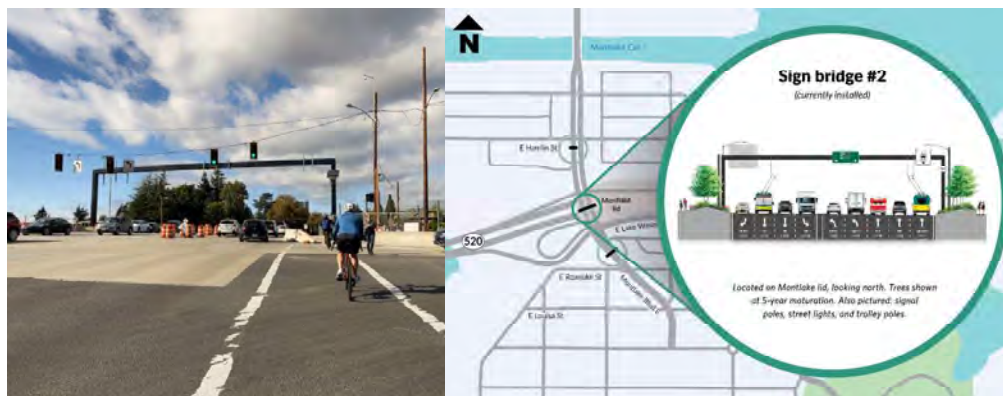 N
Montlake Cut
Sign bridge #2
(currently installed)
E Hamlin St
Montlake
lid
520
E Lake Wash
E Roanoke St
Montlake Blvd E
E Louisa St
Located on Montlake lid, looking north. Trees shown
at 5-year maturation. Also pictured: signal
poles, street lights, and trolley poles.